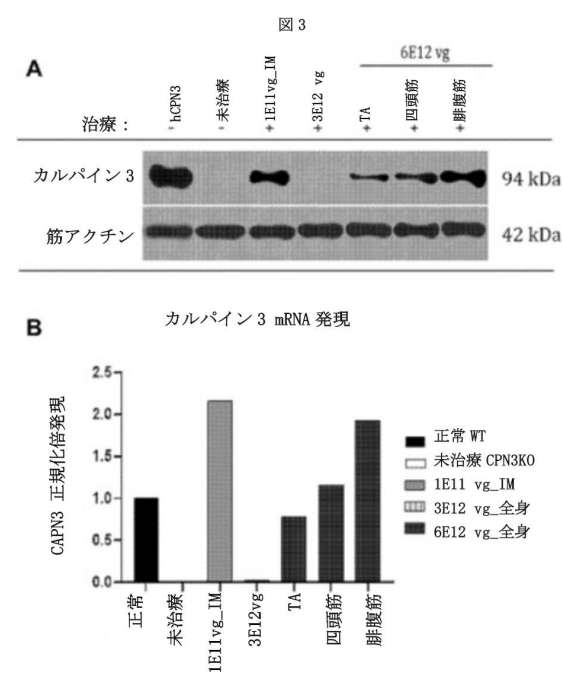 図 3
A
6E12 vg
治療：
- hCPN3
- 未治療
+ 1E11vg_IM
+ 3E12 vg
+ TA
+ 四頭筋
+ 腓腹筋
カルパイン 3
94 kDa
筋アクチン
42 kDa
B
カルパイン 3 mRNA 発現
CAPN3 正規化倍発現
2.5
2.0
1.5
1.0
0.5
0.0
正常
未治療
1E11vg_IM
3E12vg
TA
四頭筋
腓腹筋
正常 WT
未治療 CPN3KO
1E11 vg_IM
3E12 vg_全身
6E12 vg_全身